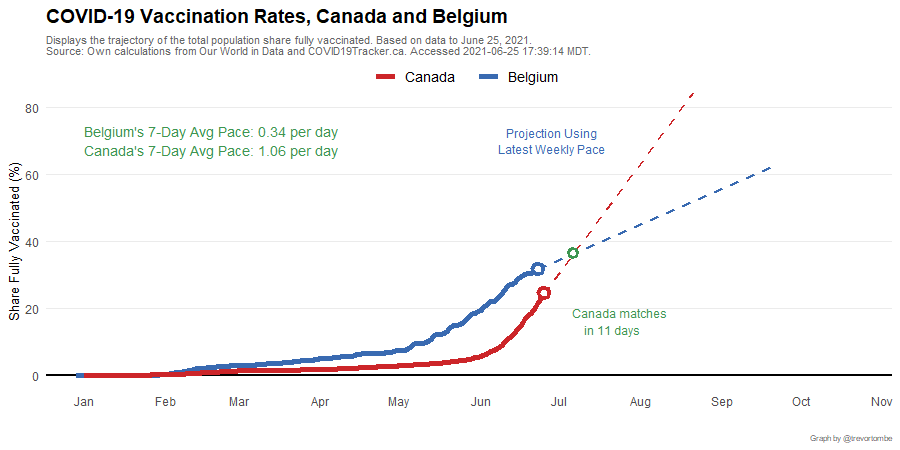 COVID-19 Vaccination Rates, Canada and Belgium
Displays the trajectory of the total population share fully vaccinated. Based on data to June 25, 2021.
Source: Own calculations from Our World in Data and COVID19Tracker.ca. Accessed 2021-06-25 17:39:14 MDT.
Canada
Belgium
Belgium's 7-Day Avg Pace: 0.34 per day
Canada's 7-Day Avg Pace: 1.06 per day
Projection Using
Latest Weekly Pace
Canada matches
in 11 days
Share Fully Vaccinated (%)
80
60
40
20
0
Jan Feb Mar Apr May Jun Jul Aug Sep Oct Nov
Graph by @trevortombe